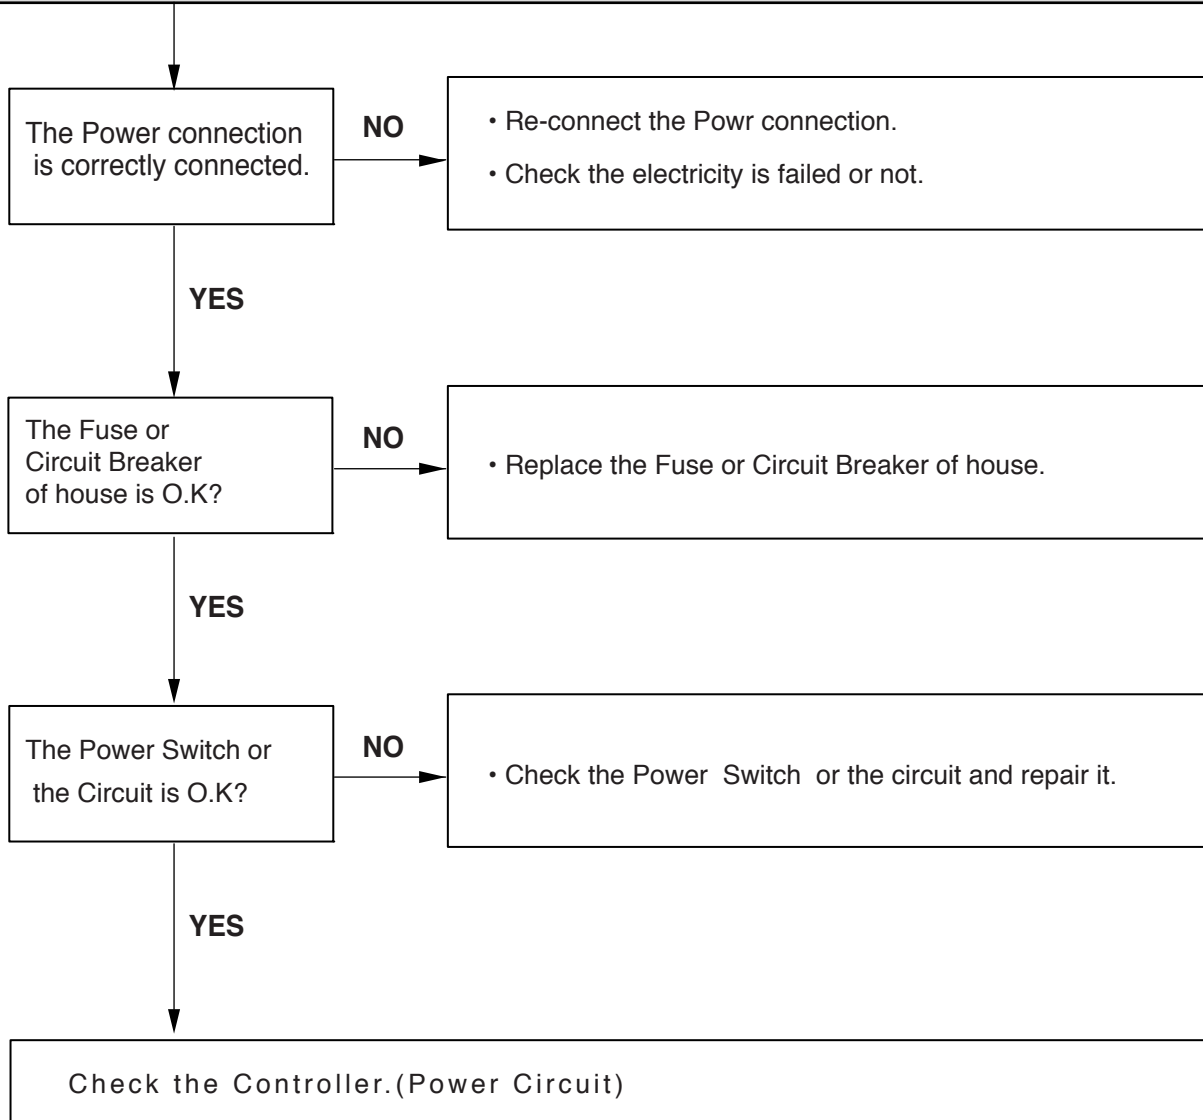 The Power connection
is correctly connected.
NO
• Re-connect the Powr connection.
• Check the electricity is failed or not.
YES
The Fuse or
Circuit Breaker
of house is O.K?
NO
• Replace the Fuse or Circuit Breaker of house.
YES
The Power Switch or
the Circuit is O.K?
NO
• Check the Power Switch or the circuit and repair it.
YES
Check the Controller.(Power Circuit)